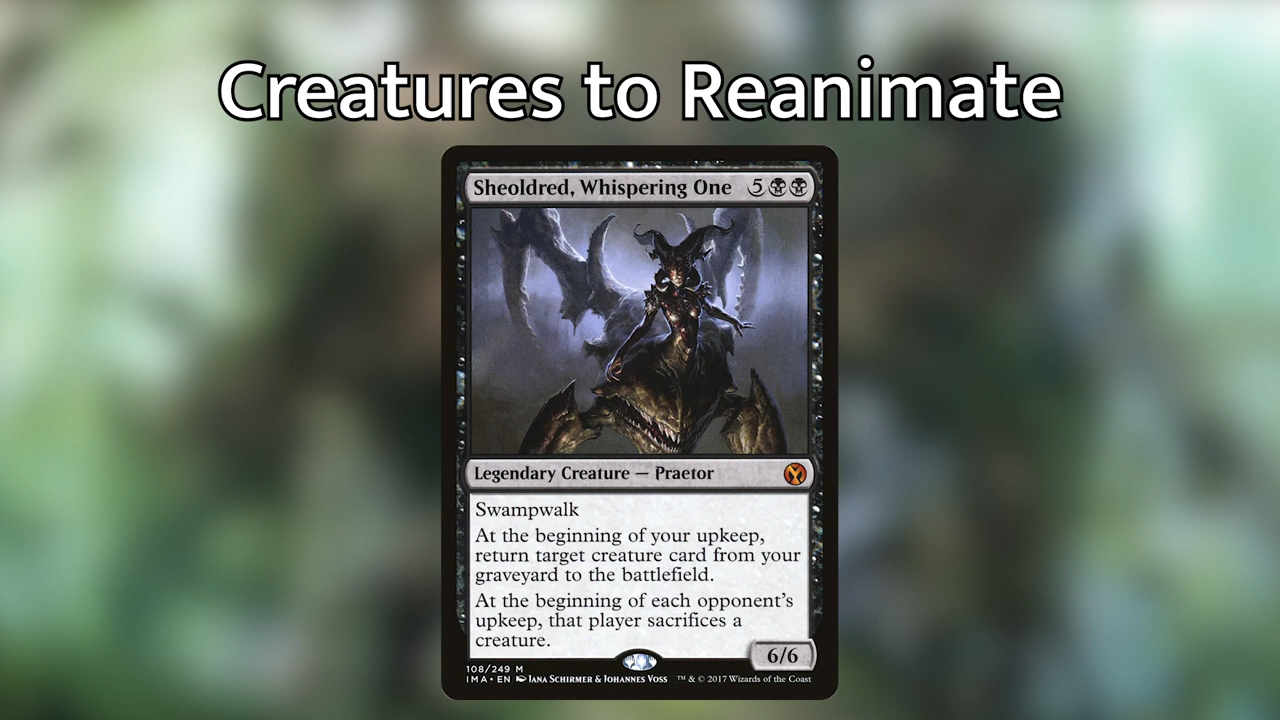 Creatures to Reanimate
Sheoldred, Whispering One 5
Legendary Creature — Praetor
Swampwalk
At the beginning of your upkeep,
return target creature card from your
graveyard to the battlefield.
At the beginning of each opponent's
upkeep, that player sacrifices a
creature.
6/6
108/249 M
IMA • EN Jana Schirmer & Johannes Voss ™ & © 2017 Wizards of the Coast